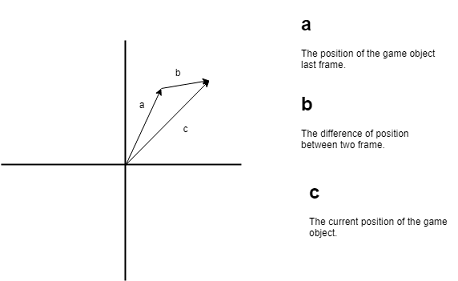 b
a
c
a
The position of the game object
last frame.
b
The difference of position
between two frame.
c
The current position of the game
object.